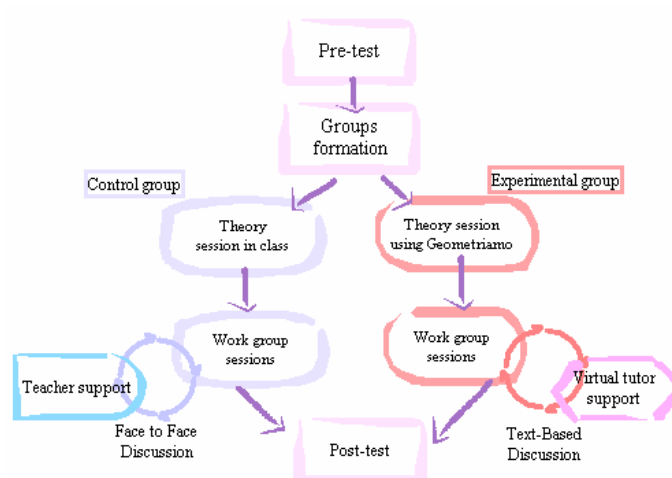 Pre-test
Groups
formation
Control group
Experimental group
Theory
session in class
Theory session
using Geometriamo
Work group
sessions
Work group
sessions
Teacher support
Virtual tutor
support
Face to Face
Discussion
Post-test
Text-Based
Discussion